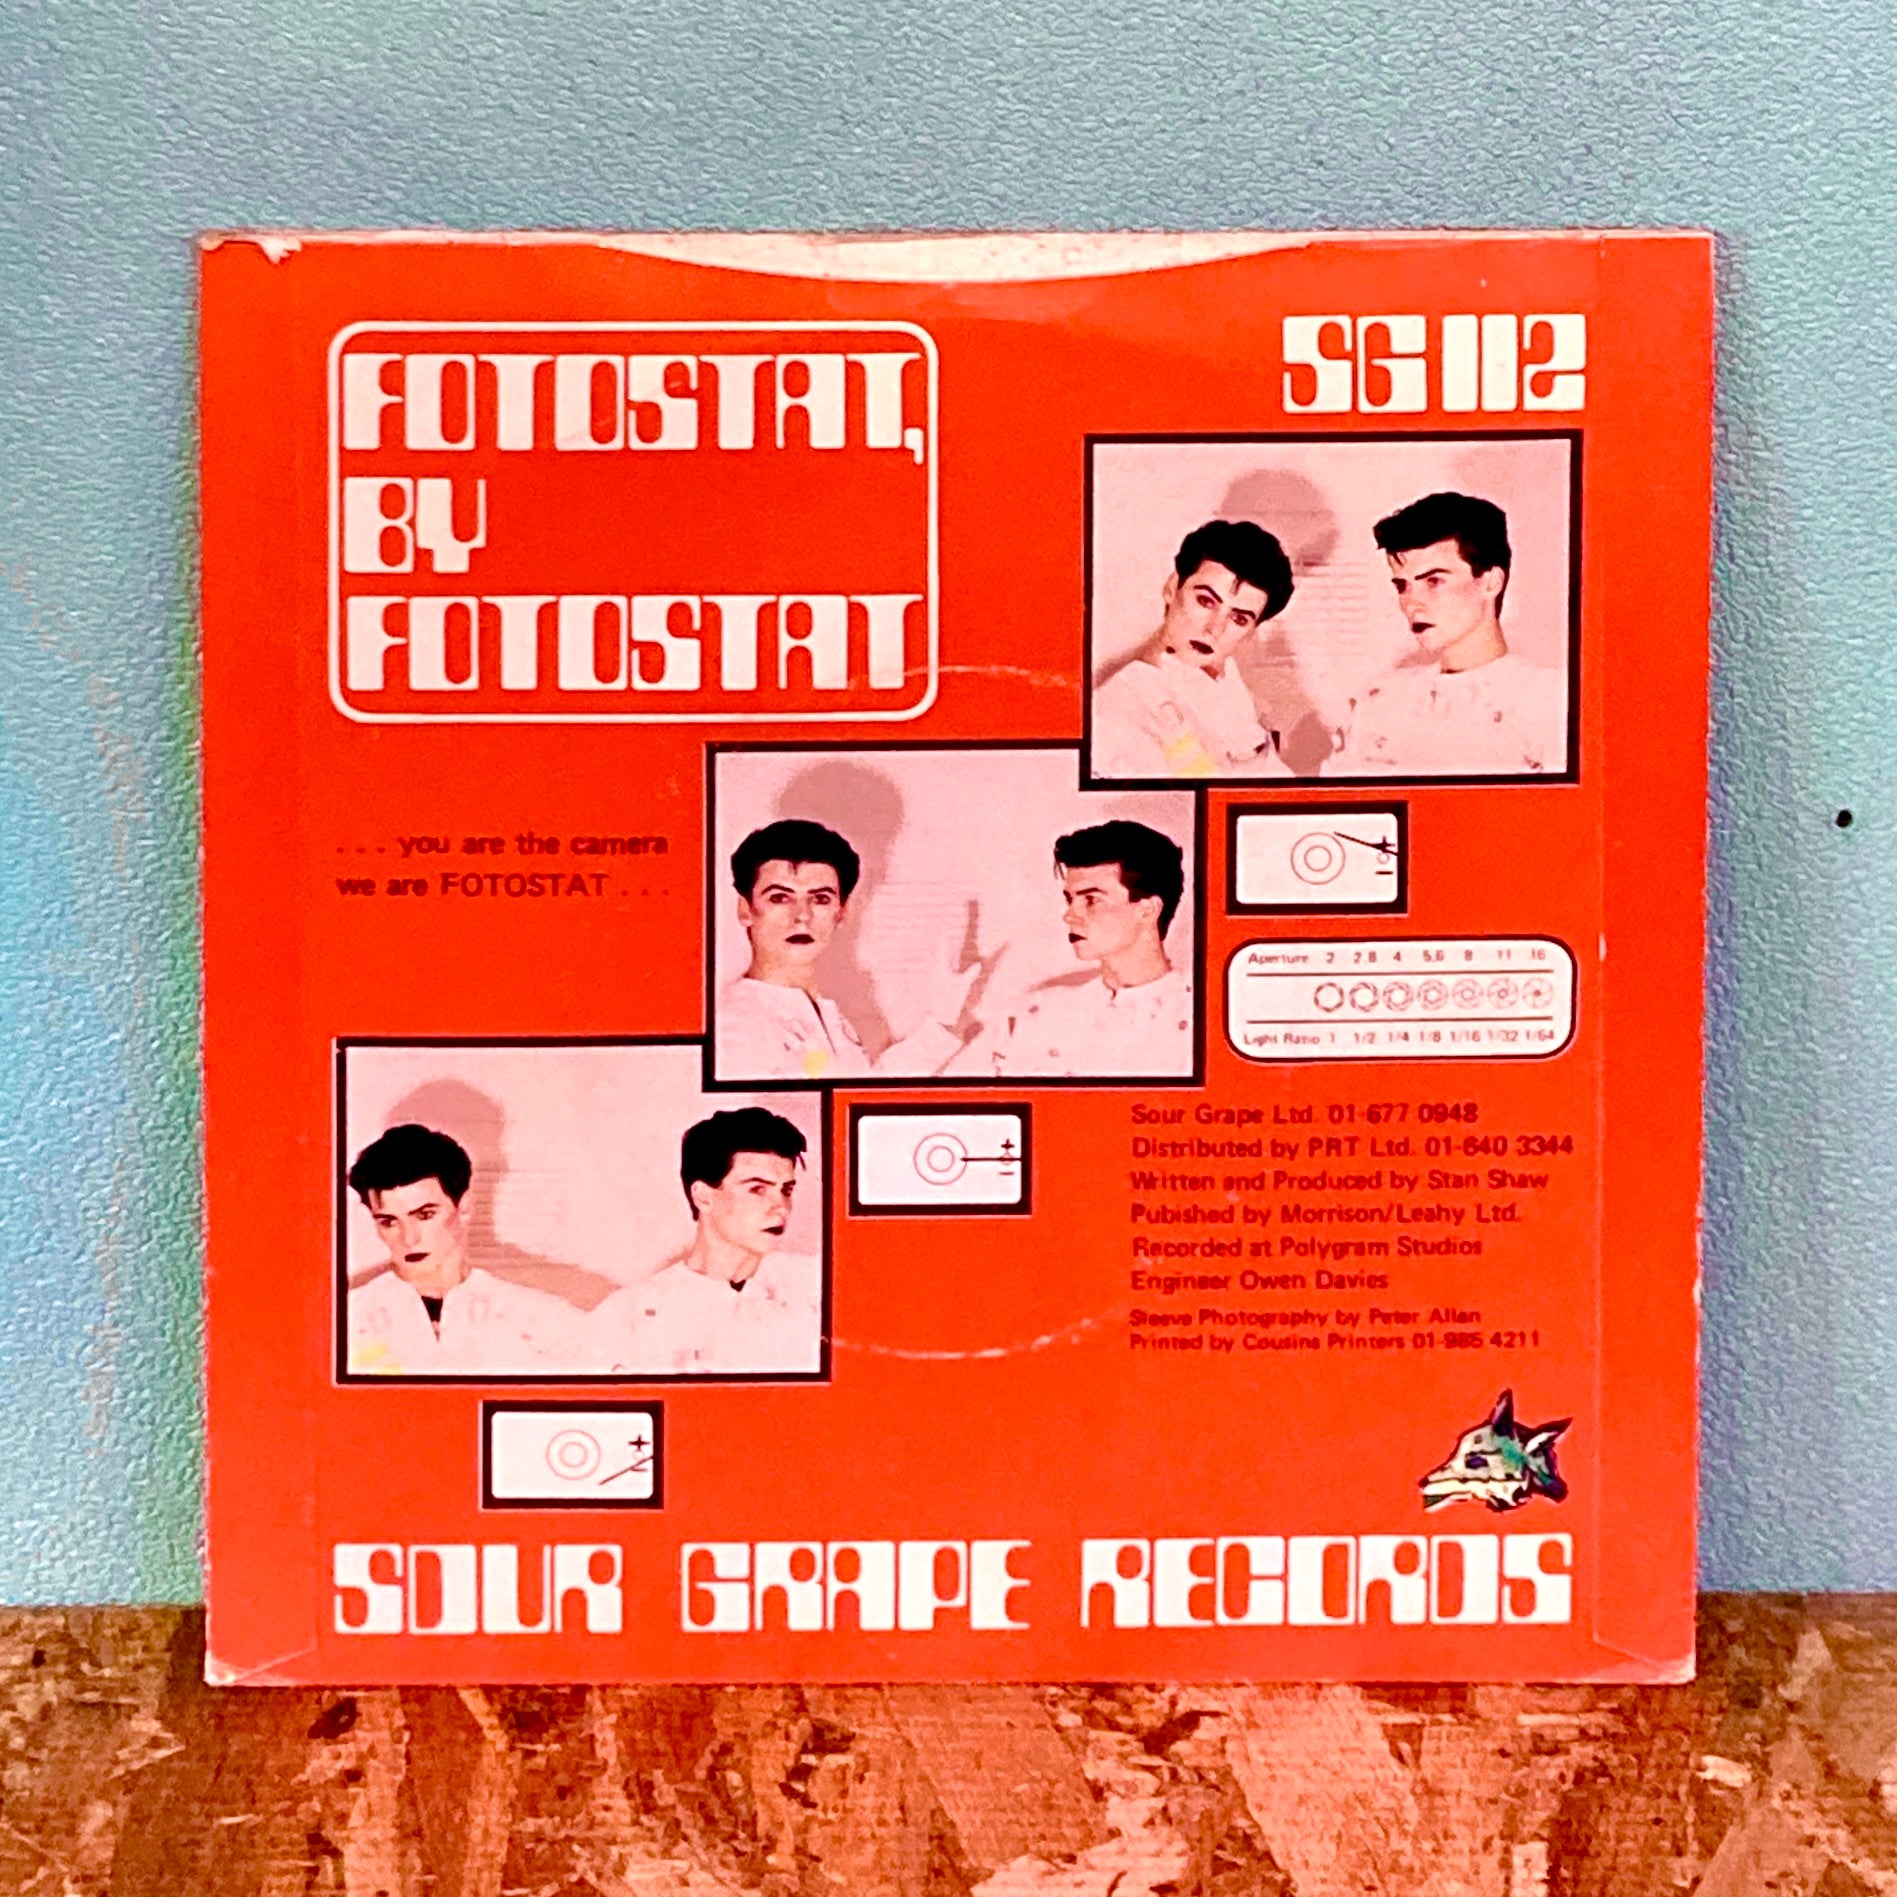 FOTOSTAT,
BY
FOTOSTAT
SG 112
. . . you are the camera
we are FOTOSTAT . . .
+
o
−
Aperture 2 2.8 4 5.6 8 11 16
Light Ratio 1 1/2 1/4 1/8 1/16 1/32 1/64
+
o
−
Sour Grape Ltd. 01-677 0948
Distributed by PRT Ltd. 01-640 3344
Written and Produced by Stan Shaw
Pubished by Morrison/Leahy Ltd.
Recorded at Polygram Studios
Engineer Owen Davies
Sleeve Photography by Peter Allen
Printed by Cousins Printers 01-985 4211
+
−
SOUR GRAPE RECORDS